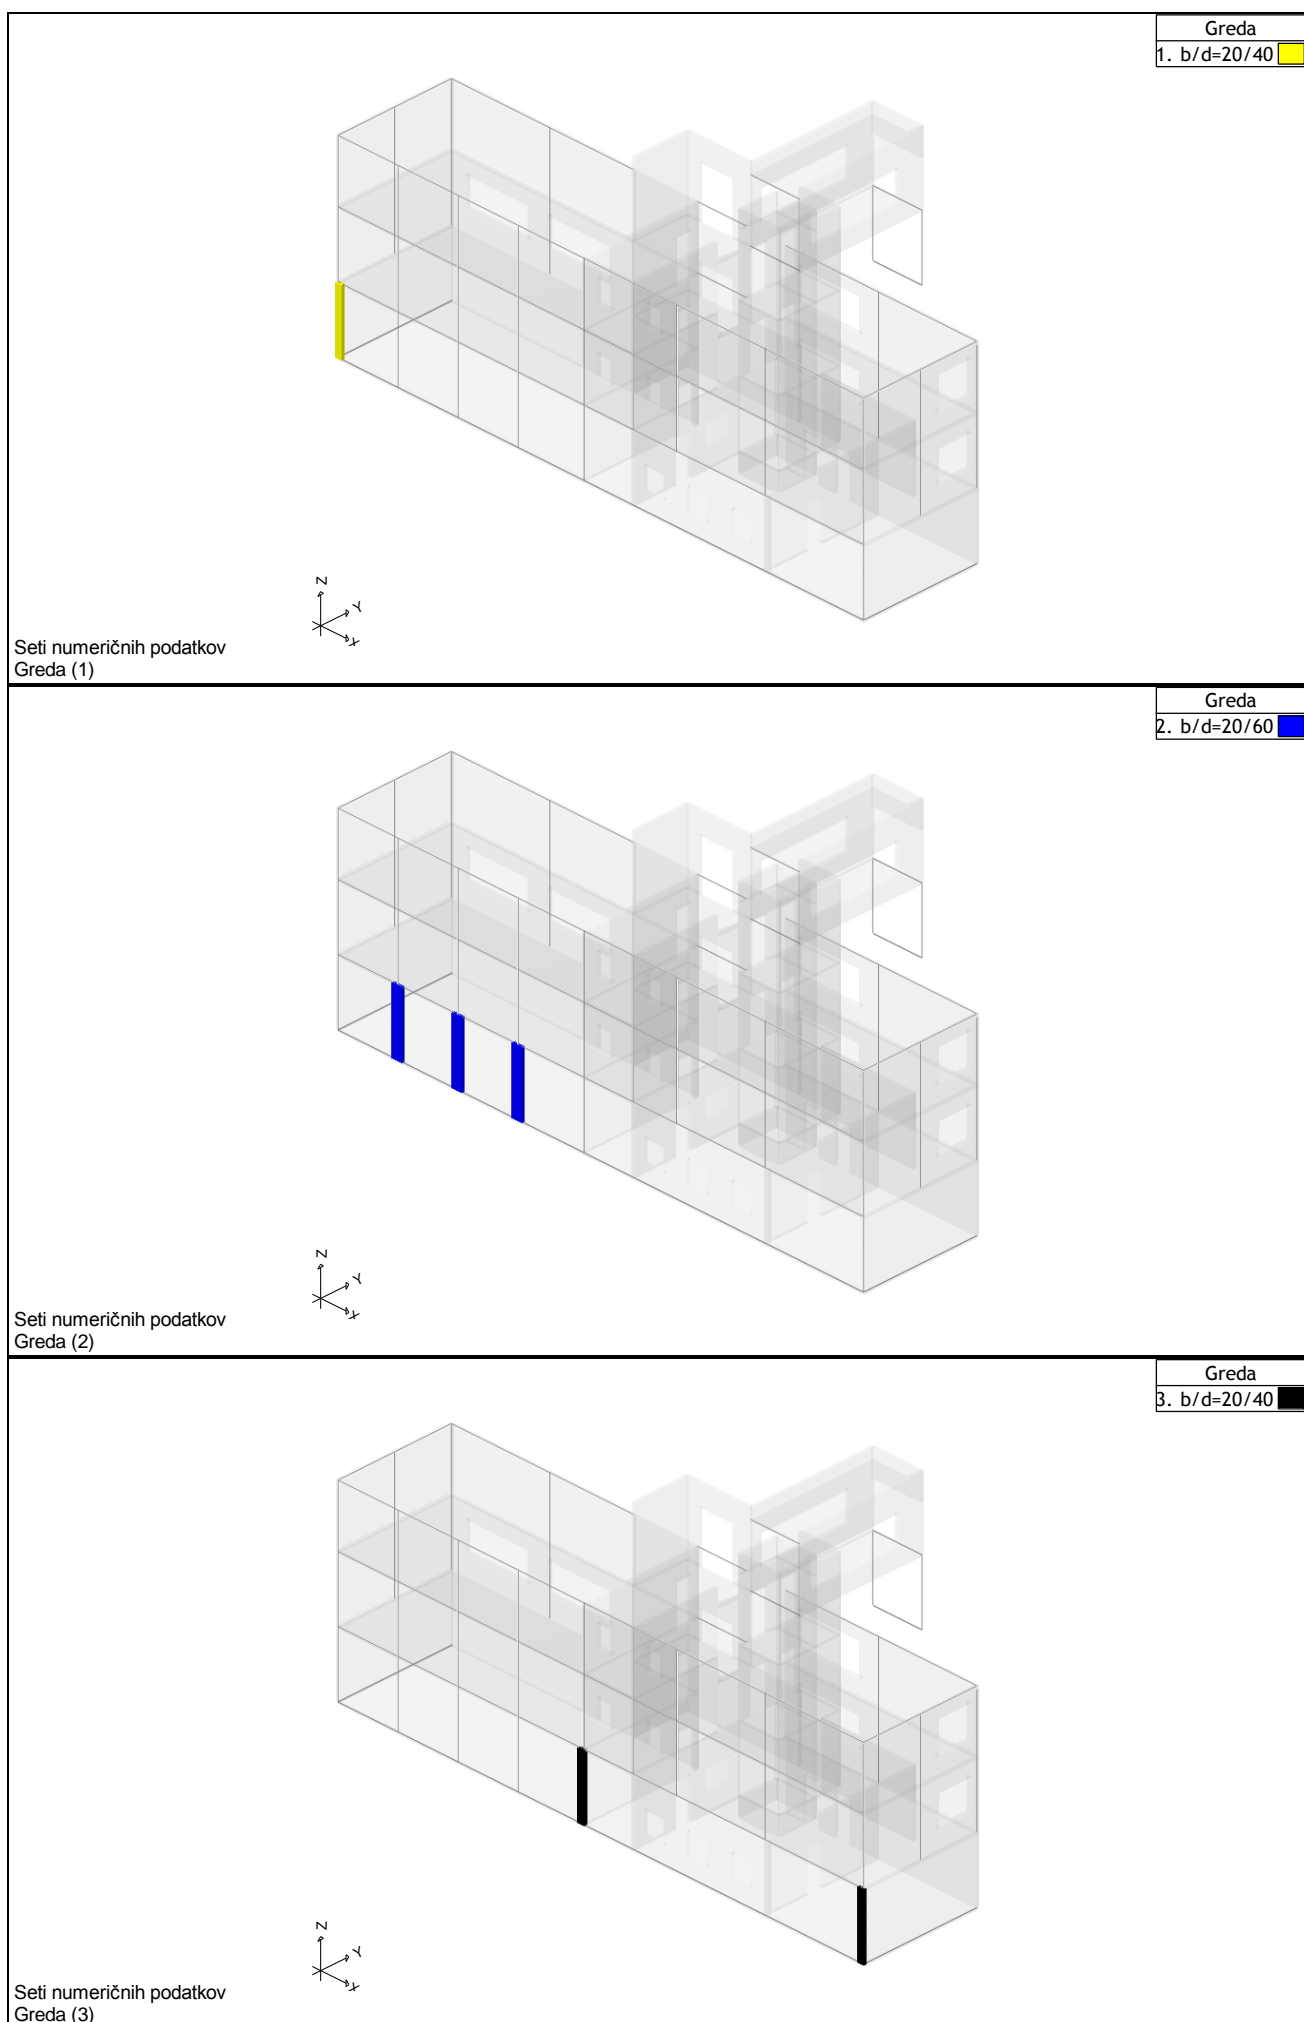 Greda
1. b/d=20/40
Z
Y
X
Seti numeričnih podatkov
Greda (1)
Greda
2. b/d=20/60
Z
Y
X
Seti numeričnih podatkov
Greda (2)
Greda
3. b/d=20/40
Z
Y
X
Seti numeričnih podatkov
Greda (3)